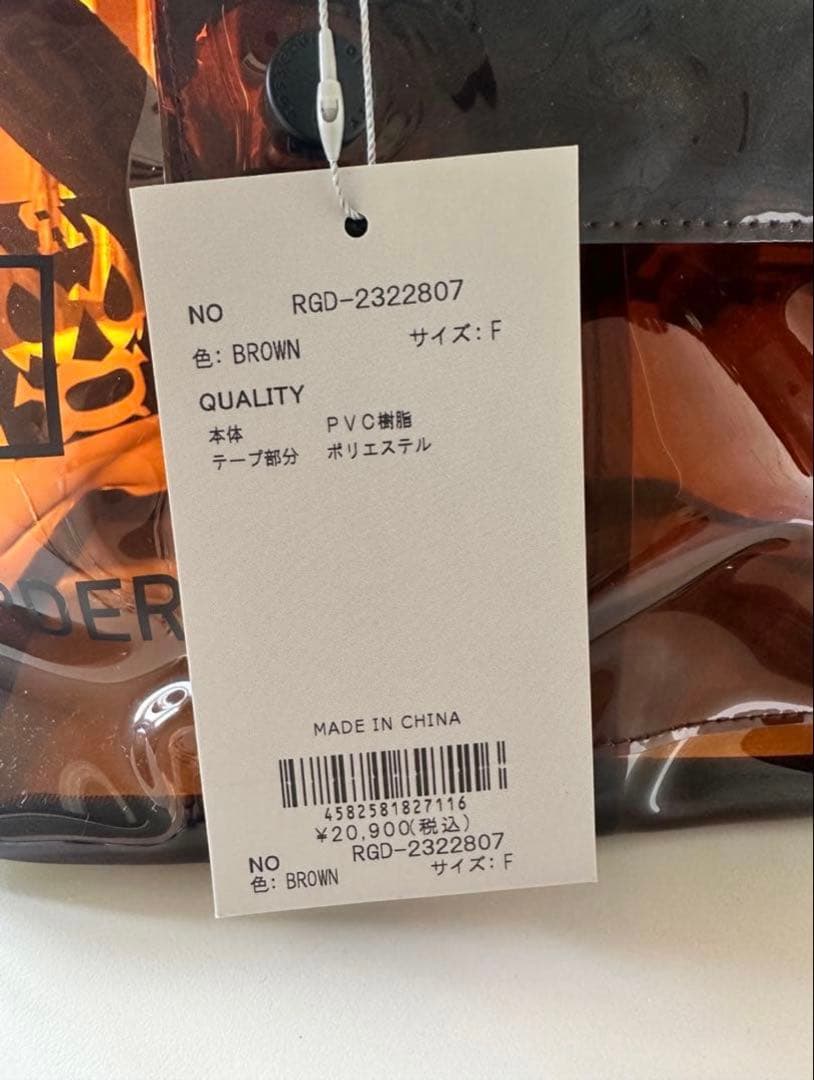 NO RGD-2322807
色: BROWN サイズ: F
QUALITY
本体 PVC樹脂
テープ部分 ポリエステル
RDER
MADE IN CHINA
4582581827116
¥20,900(税込)
NO RGD-2322807
色: BROWN サイズ: F